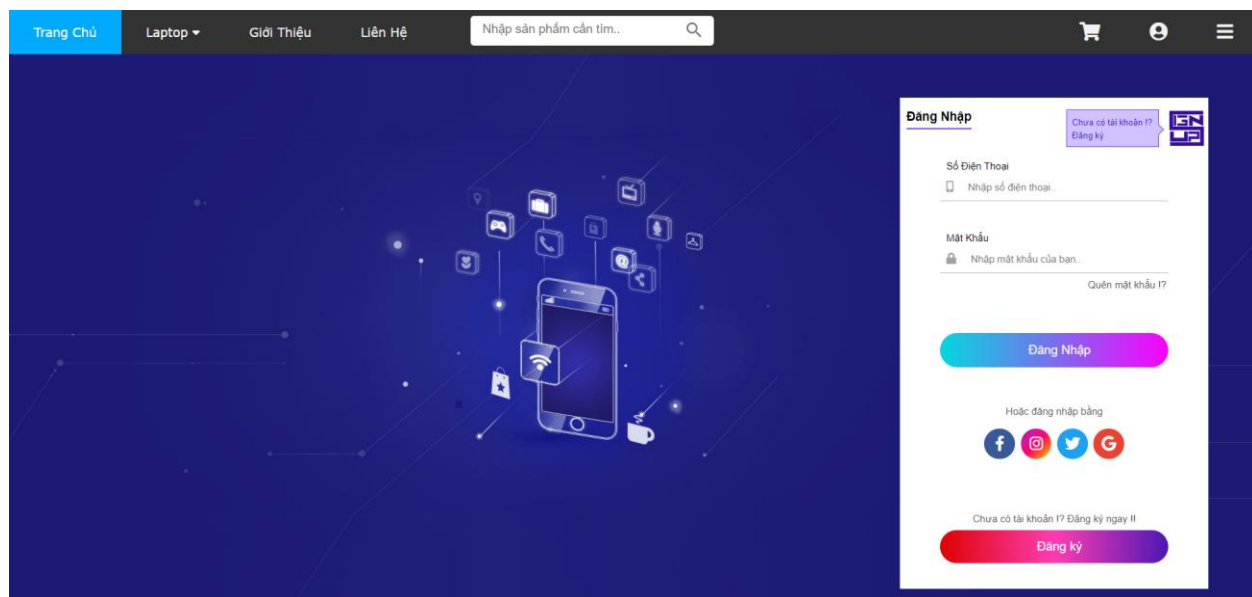 Trang Chủ
Laptop
Giới Thiệu
Liên Hệ
Nhập sản phẩm cần tìm..
Đăng Nhập
Chưa có tài khoản !?
Đăng ký
IGN
UP
Số Điện Thoại
Nhập số điện thoại..
Mật Khẩu
Nhập mật khẩu của bạn..
Quên mật khẩu !?
Đăng Nhập
Hoặc đăng nhập bằng
Chưa có tài khoản !? Đăng ký ngay !!
Đăng ký